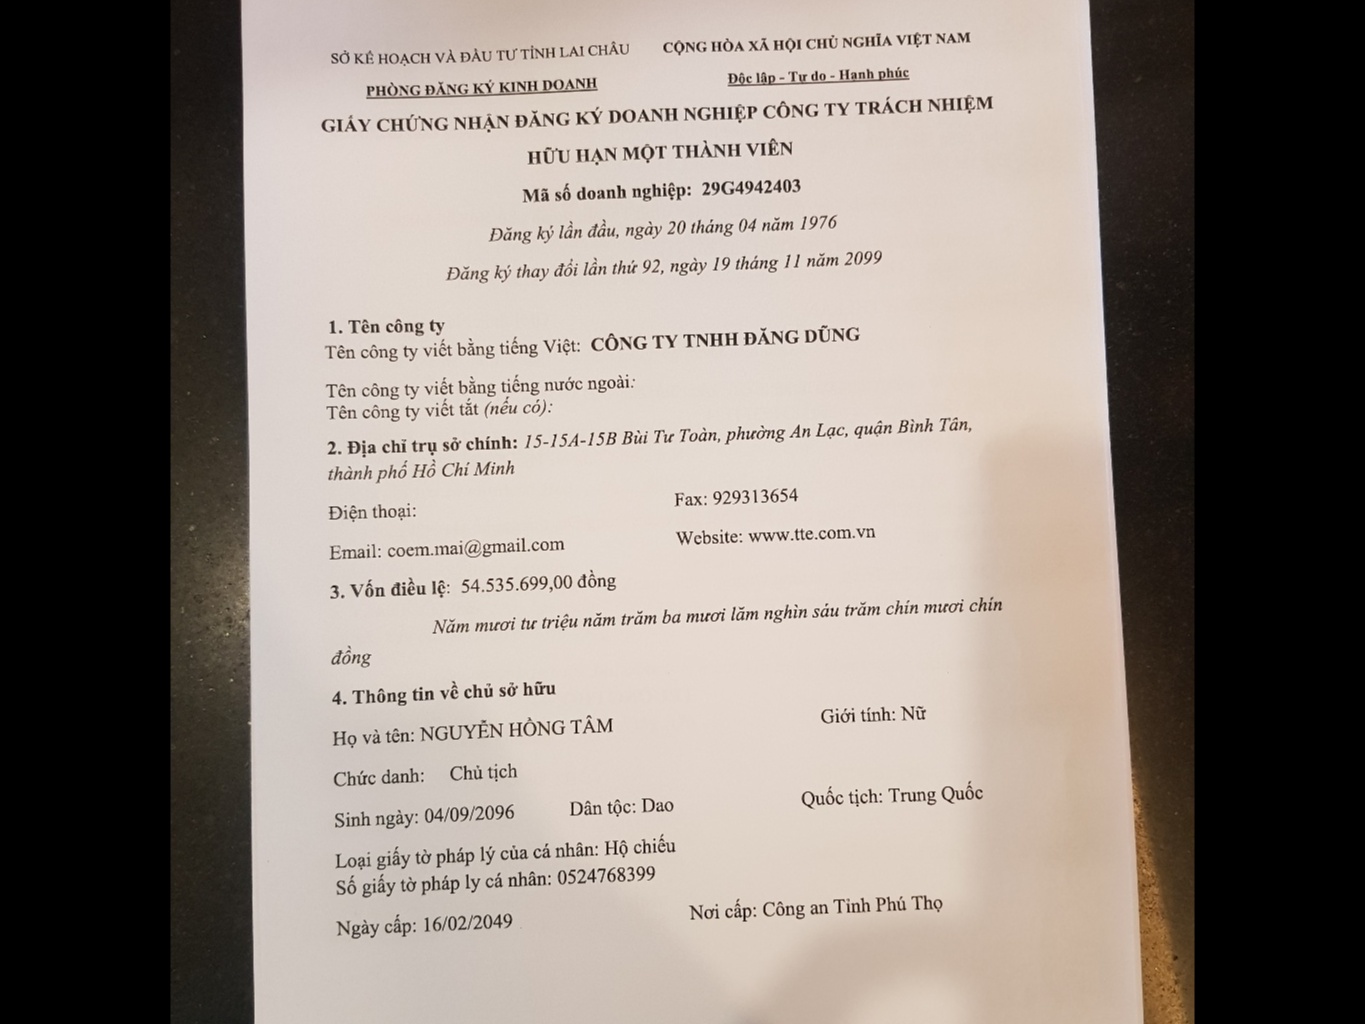 SỞ KẾ HOẠCH VÀ ĐẦU TƯ TỈNH LAI CHÂU
CỘNG HÒA XÃ HỘI CHỦ NGHĨA VIỆT NAM
PHÒNG ĐĂNG KÝ KINH DOANH
Độc lập - Tự do - Hạnh phúc
GIẤY CHỨNG NHẬN ĐĂNG KÝ DOANH NGHIỆP CÔNG TY TRÁCH NHIỆM
HỮU HẠN MỘT THÀNH VIÊN
Mã số doanh nghiệp: 29G4942403
Đăng ký lần đầu, ngày 20 tháng 04 năm 1976
Đăng ký thay đổi lần thứ 92, ngày 19 tháng 11 năm 2099
1. Tên công ty
Tên công ty viết bằng tiếng Việt: CÔNG TY TNHH ĐĂNG DŨNG
Tên công ty viết bằng tiếng nước ngoài:
Tên công ty viết tắt (nếu có):
2. Địa chỉ trụ sở chính: 15-15A-15B Bùi Tư Toàn, phường An Lạc, quận Bình Tân,
thành phố Hồ Chí Minh
Điện thoại:
Fax: 929313654
Email: coem.mai@gmail.com
Website: www.tte.com.vn
3. Vốn điều lệ: 54.535.699,00 đồng
Năm mươi tư triệu năm trăm ba mươi lăm nghìn sáu trăm chín mươi chín
đồng
4. Thông tin về chủ sở hữu
Họ và tên: NGUYỄN HỒNG TÂM
Giới tính: Nữ
Chức danh: Chủ tịch
Sinh ngày: 04/09/2096
Dân tộc: Dao
Quốc tịch: Trung Quốc
Loại giấy tờ pháp lý của cá nhân: Hộ chiếu
Số giấy tờ pháp ly cá nhân: 0524768399
Ngày cấp: 16/02/2049
Nơi cấp: Công an Tỉnh Phú Thọ